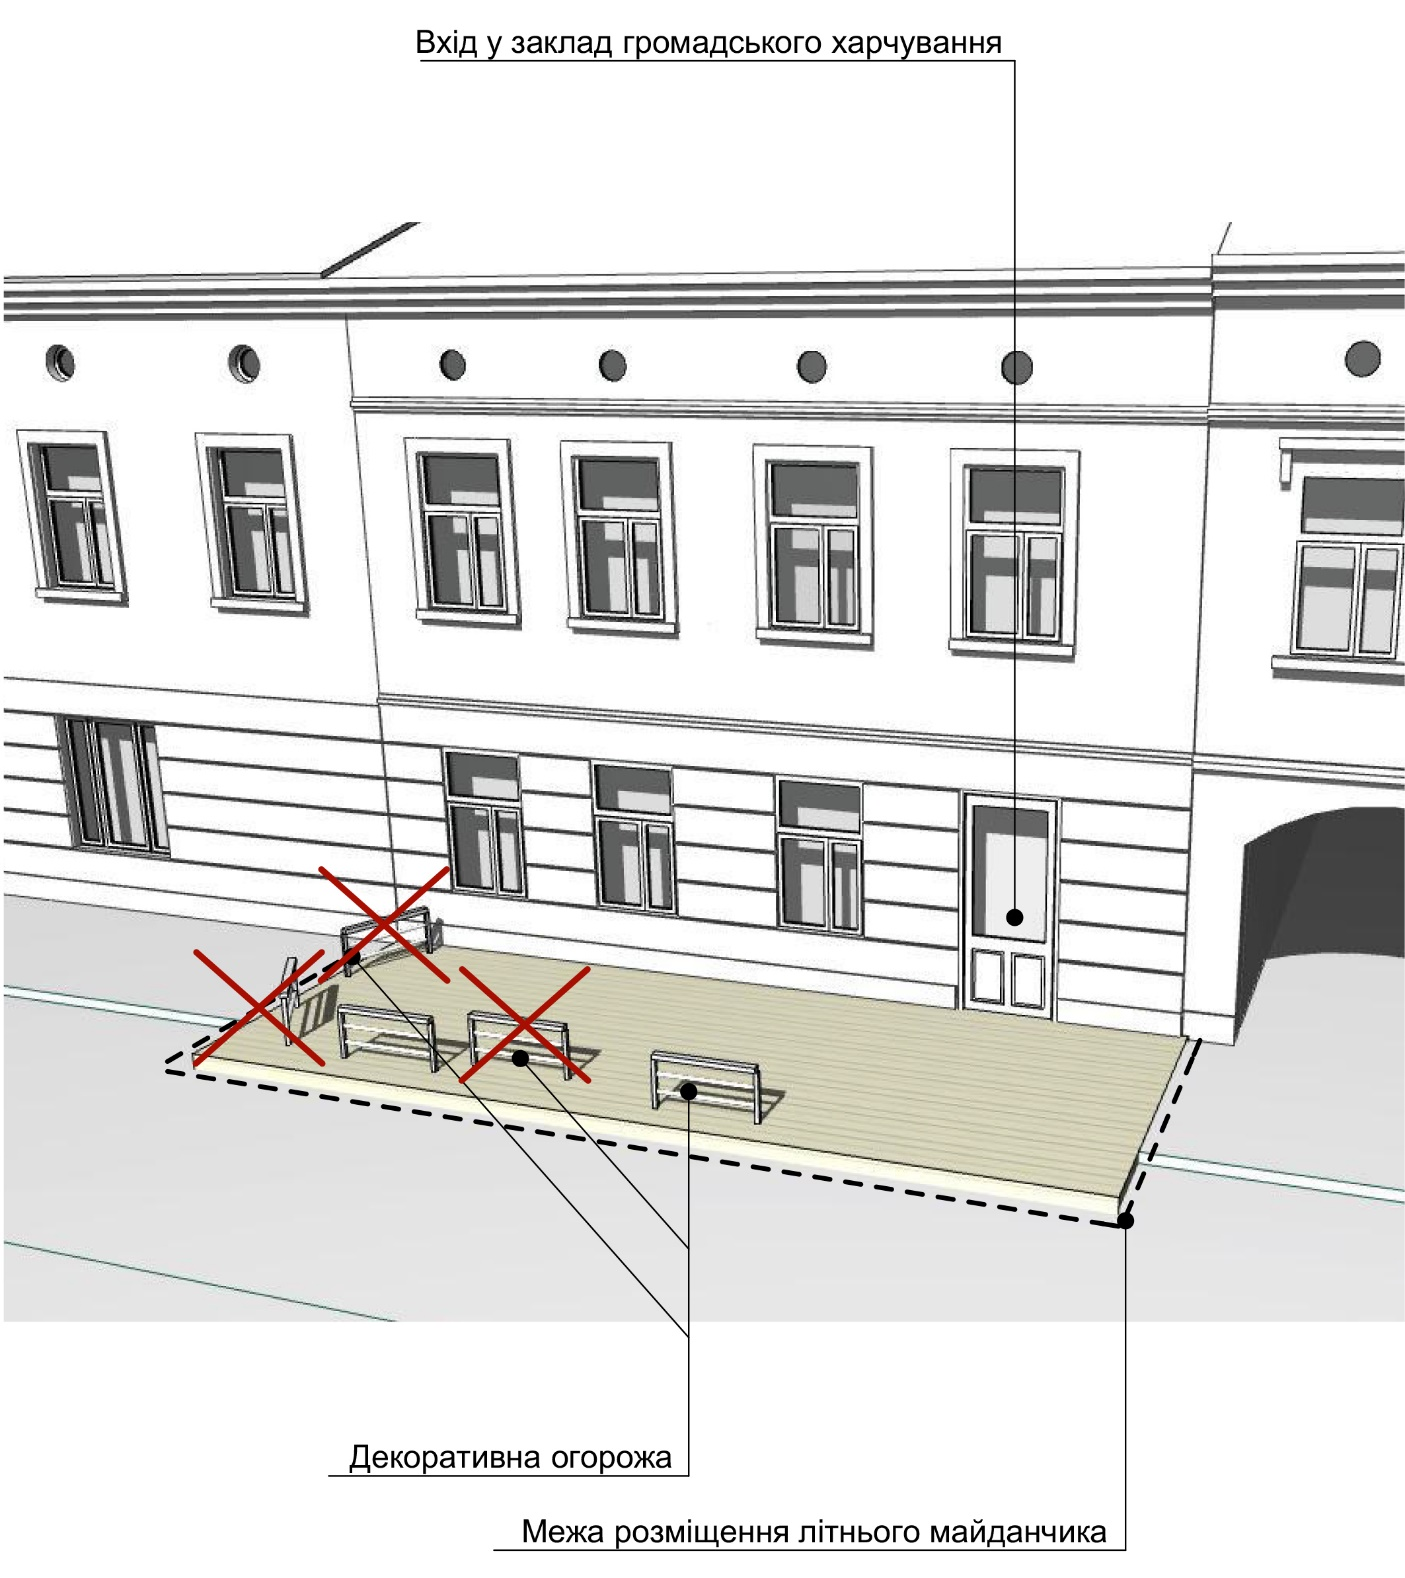 Вхід у заклад громадського харчування
Декоративна огорожа
Межа розміщення літнього майданчика